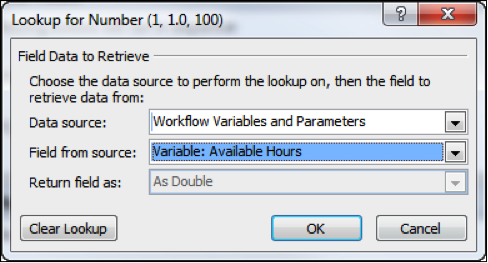 Lookup for Number (1, 1.0, 100)
?
Field Data to Retrieve
Choose the data source to perform the lookup on, then the field to
retrieve data from:
Data source: Workflow Variables and Parameters
Field from source: Variable: Available Hours
Return field as: As Double
Clear Lookup OK Cancel